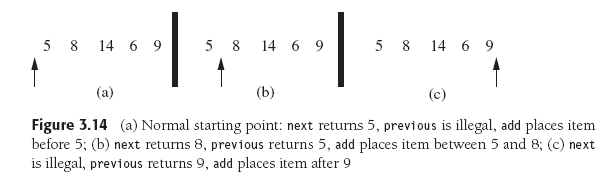 5 8 14 6 9 5 8 14 6 9 5 8 14 6 9
(a) (b) (c)
Figure 3.14 (a) Normal starting point: next returns 5, previous is illegal, add places item
before 5; (b) next returns 8, previous returns 5, add places item between 5 and 8; (c) next
is illegal, previous returns 9, add places item after 9